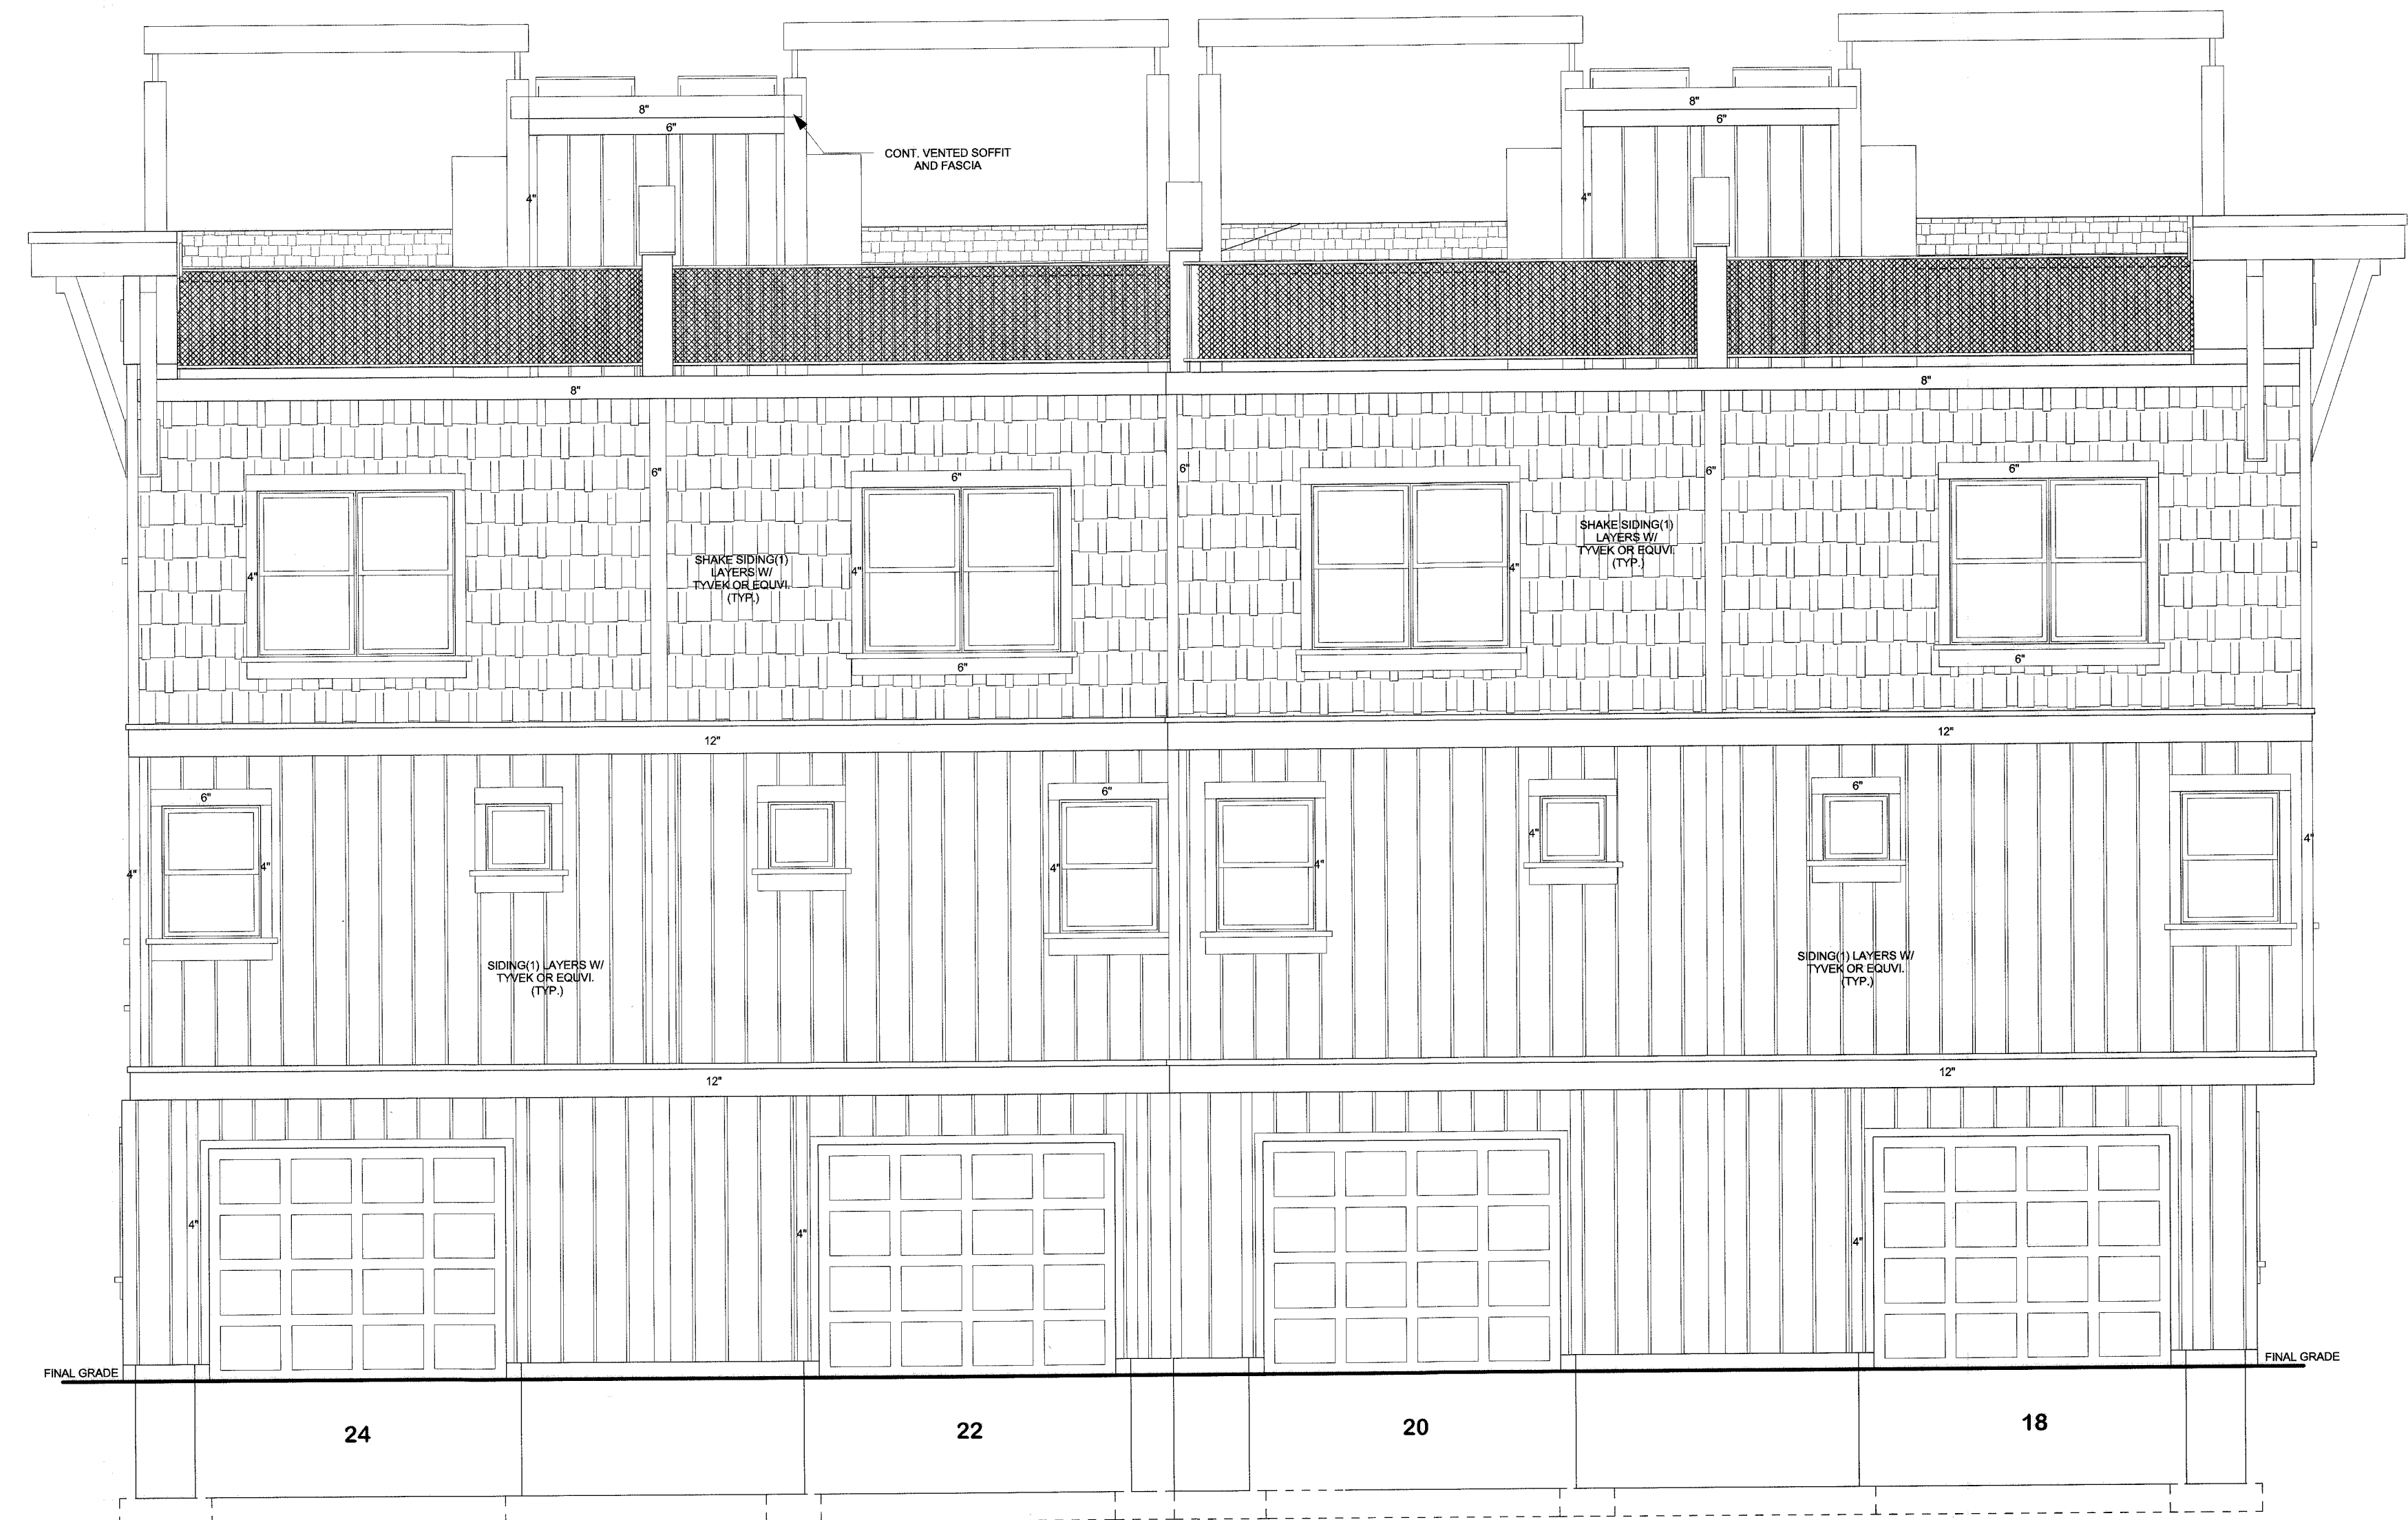 8"
8"
6"
6"
CONT. VENTED SOFFIT
AND FASCIA
4"
4"
8"
8"
6"
6"
6"
6"
6"
SHAKE SIDING(1)
LAYERS W/
TYVEK OR EQUVI.
(TYP.)
SHAKE SIDING(1)
LAYERS W/
TYVEK OR EQUVI.
(TYP.)
4"
4"
4"
6"
6"
12"
12"
6"
6"
6"
4"
4"
4"
4"
4"
4"
SIDING(1) LAYERS W/
TYVEK OR EQUVI.
(TYP.)
SIDING(1) LAYERS W/
TYVEK OR EQUVI.
(TYP.)
12"
12"
4"
4"
4"
FINAL GRADE
FINAL GRADE
24
22
20
18